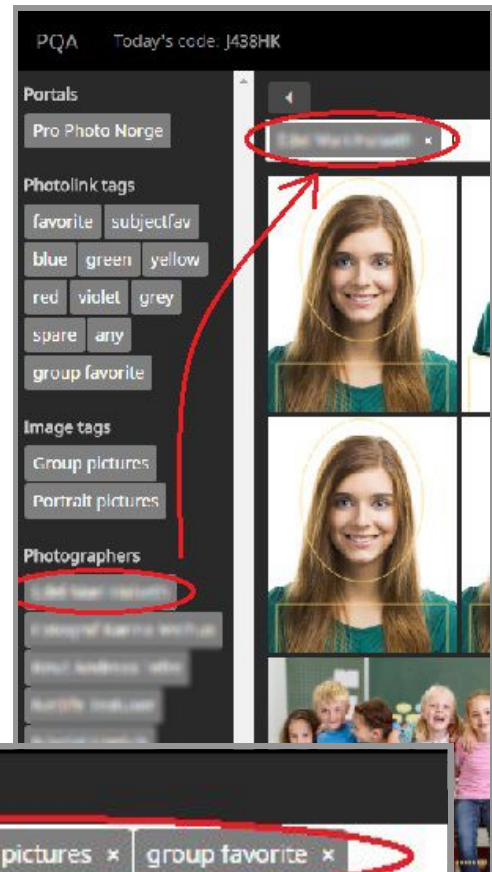 PQA Today's code: J438HK
Portals
Pro Photo Norge
Photolink tags
favorite subjectfav
blue green yellow
red violet grey
spare any
group favorite
Image tags
Group pictures
Portrait pictures
Photographers
pictures × group favorite ×